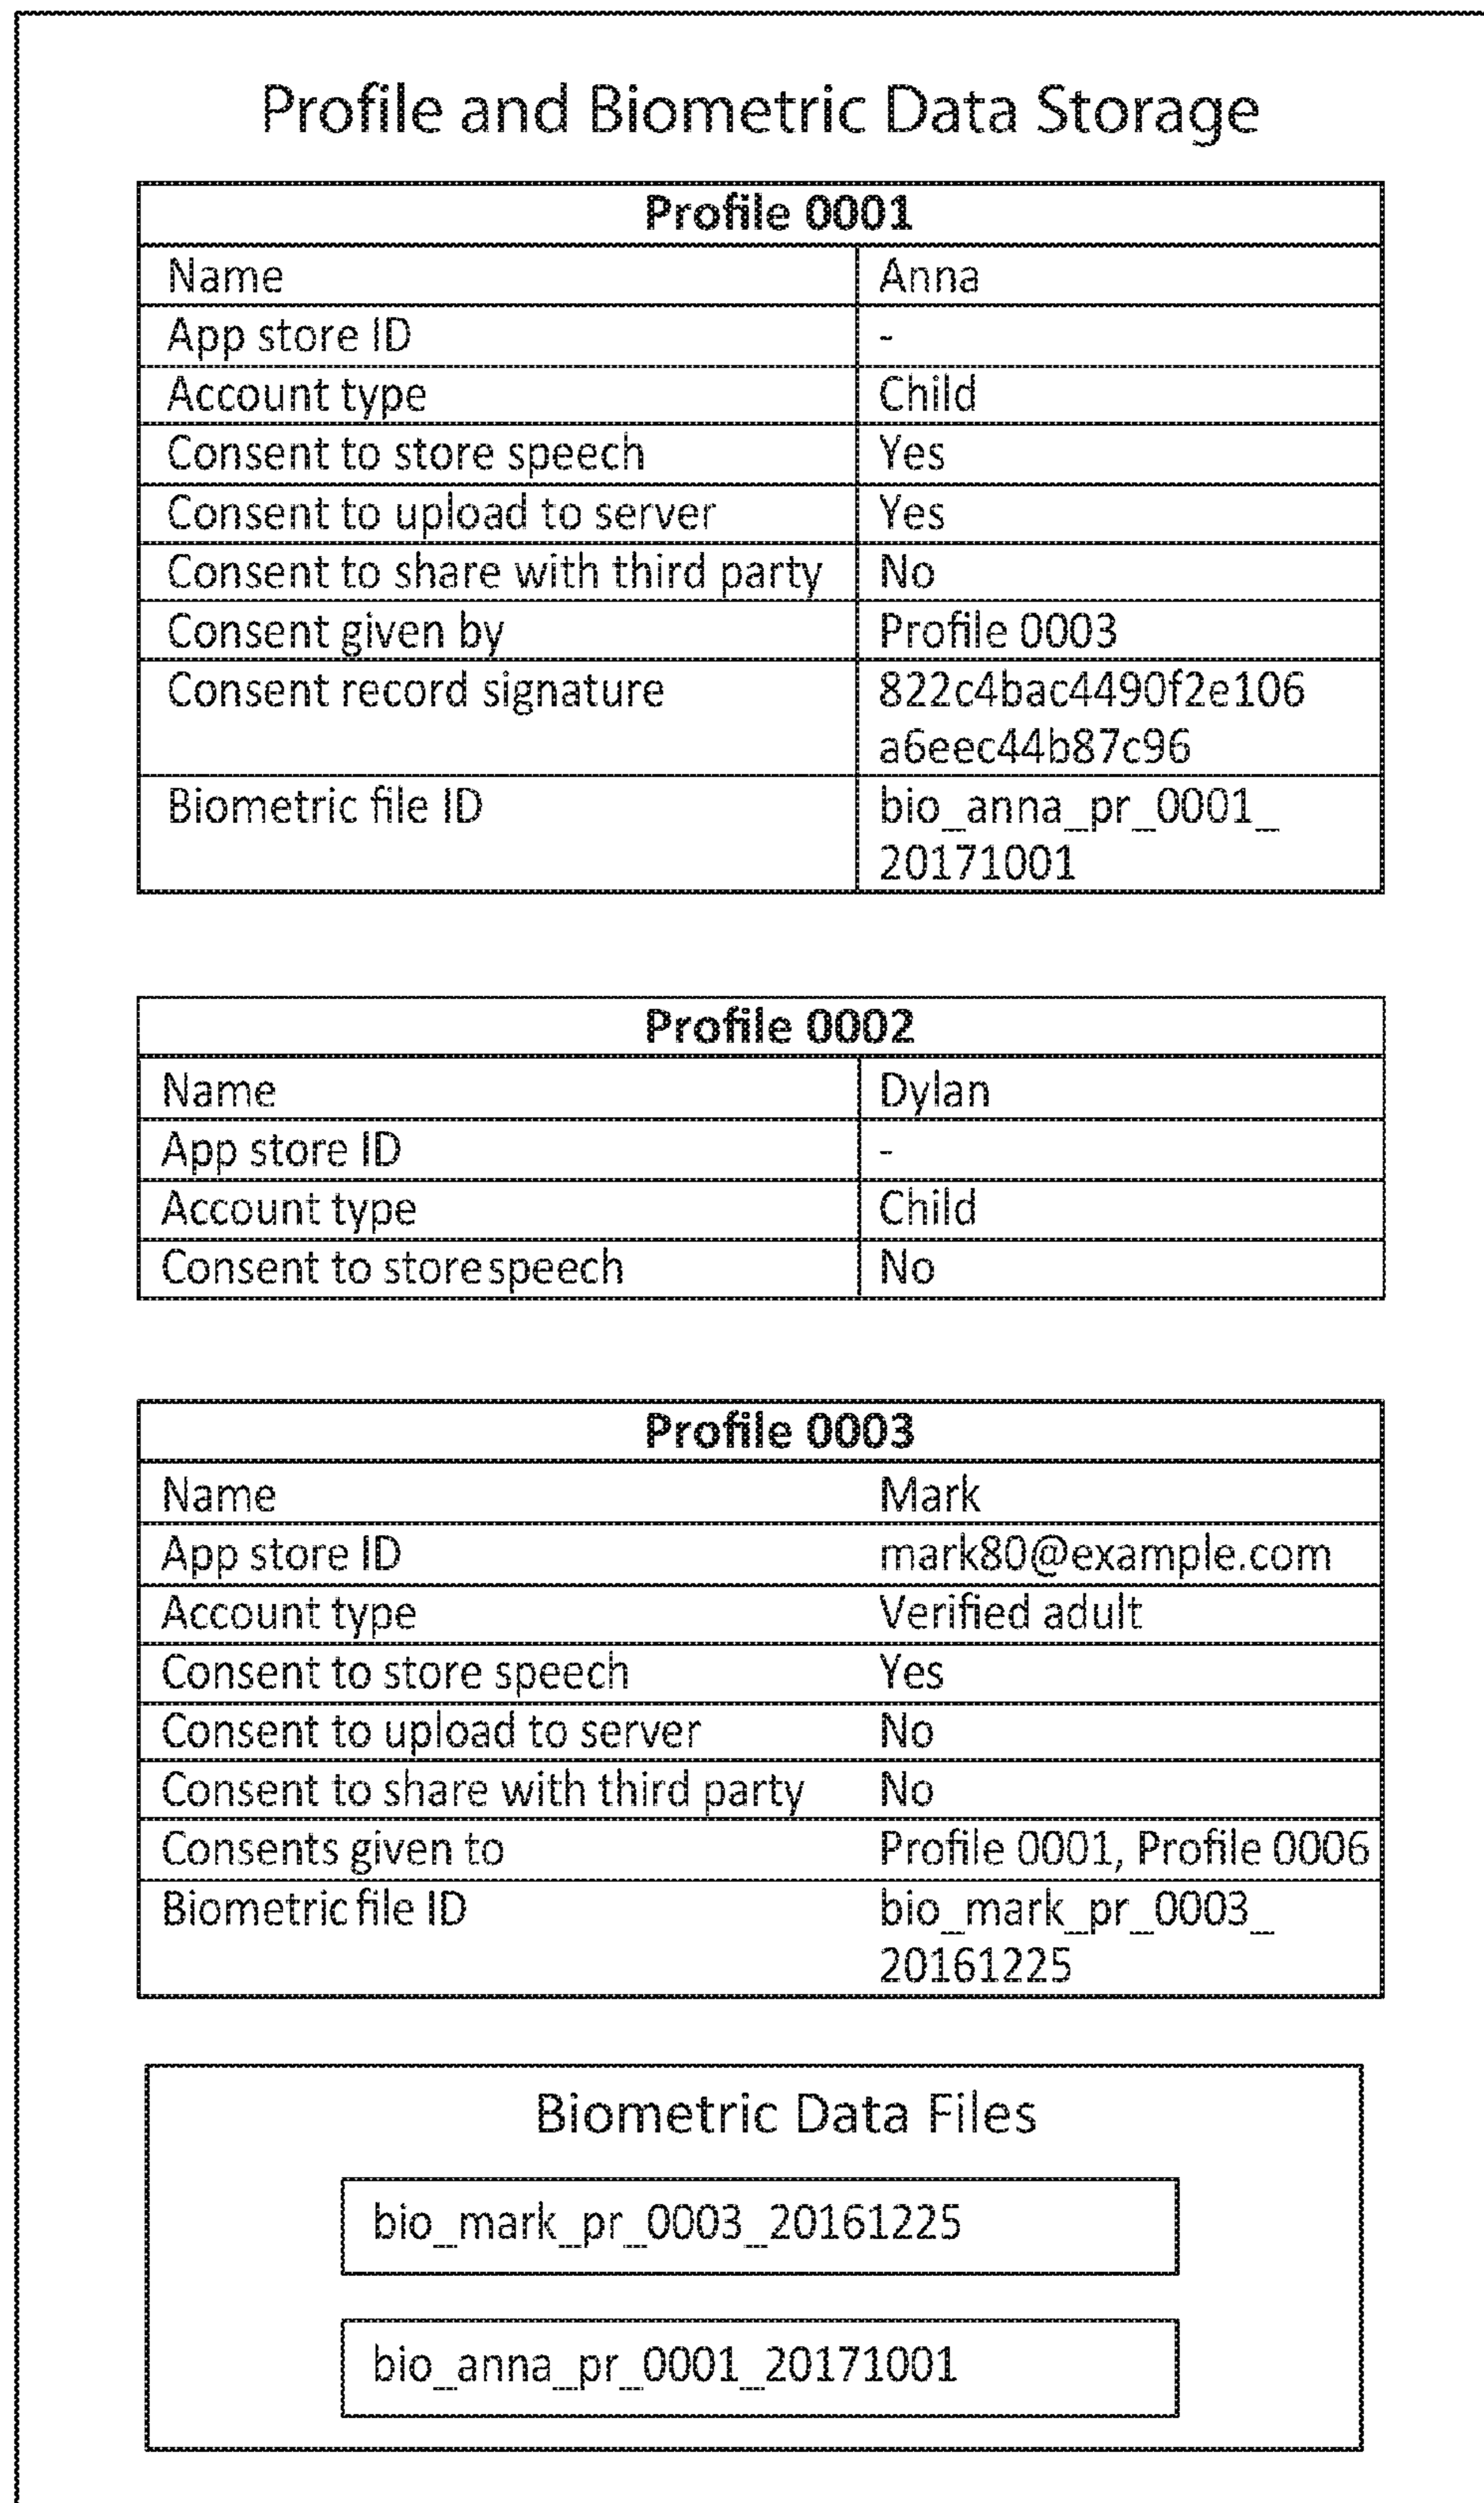 Profile and Biometric Data Storage
Profile 0001
Name Anna
App store ID -
Account type Child
Consent to store speech Yes
Consent to upload to server Yes
Consent to share with third party No
Consent given by Profile 0003
Consent record signature 822c4bac4490f2e106
a6eec44b87c96
Biometric file ID bio_anna_pr_0001_
20171001
Profile 0002
Name Dylan
App store ID -
Account type Child
Consent to store speech No
Profile 0003
Name Mark
App store ID mark80@example.com
Account type Verified adult
Consent to store speech Yes
Consent to upload to server No
Consent to share with third party No
Consents given to Profile 0001, Profile 0006
Biometric file ID bio_mark_pr_0003_
20161225
Biometric Data Files
bio_mark_pr_0003_20161225
bio_anna_pr_0001_20171001